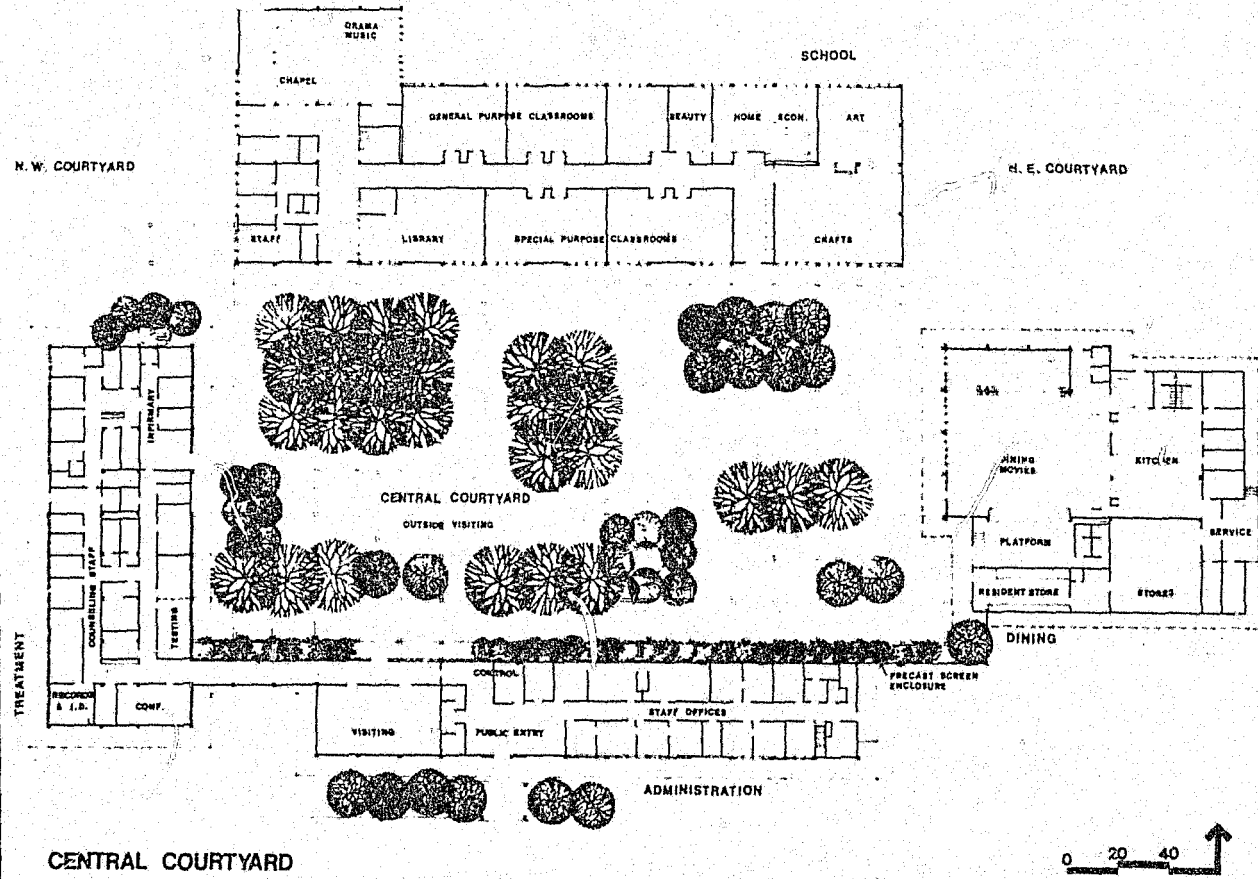 DRAMA
MUSIC
SCHOOL
CHAPEL
GENERAL PURPOSE CLASSROOMS
BEAUTY
HOME ECON.
ART
N.W. COURTYARD
N.E. COURTYARD
STAFF
LIBRARY
SPECIAL PURPOSE CLASSROOMS
CRAFTS
INFIRMARY
DINING
MOVIES
KITCHEN
CENTRAL COURTYARD
OUTSIDE VISITING
SERVICE
PLATFORM
COUNSELING STAFF
RESIDENT STORE
STORES
TESTING
DINING
TREATMENT
CONTROL
PRECAST SCREEN
ENCLOSURE
RECORDS
& I.D.
CONF.
STAFF OFFICES
VISITING
PUBLIC ENTRY
ADMINISTRATION
CENTRAL COURTYARD
0 20 40